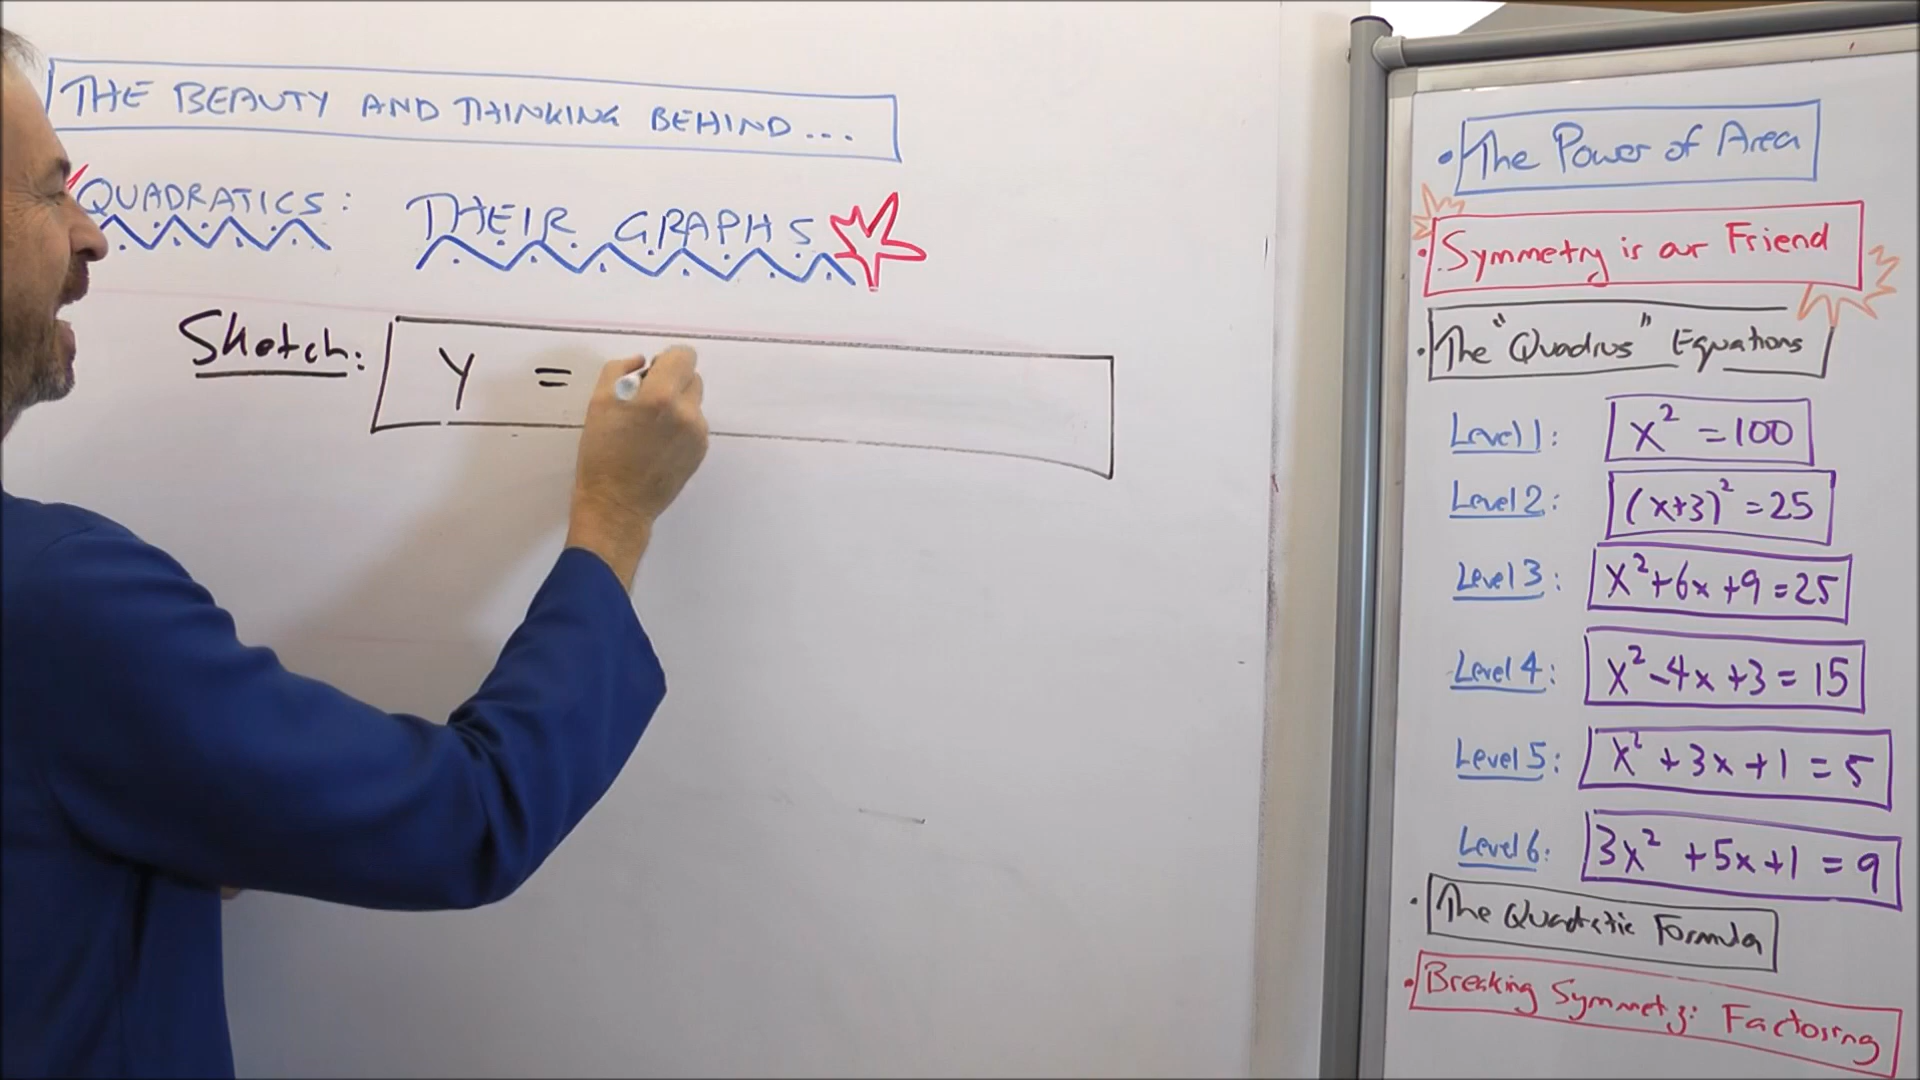 THE BEAUTY AND THINKING BEHIND...
QUADRATICS: THEIR GRAPHS
Sketch: y =
• The Power of Area
• Symmetry is our Friend
• The "Quadrus" Equations
Level 1: x² = 100
Level 2: (x+3)² = 25
Level 3: x² + 6x + 9 = 25
Level 4: x² - 4x + 3 = 15
Level 5: x² + 3x + 1 = 5
Level 6: 3x² + 5x + 1 = 9
• The Quadratic Formula
• Breaking Symmetry: Factoring